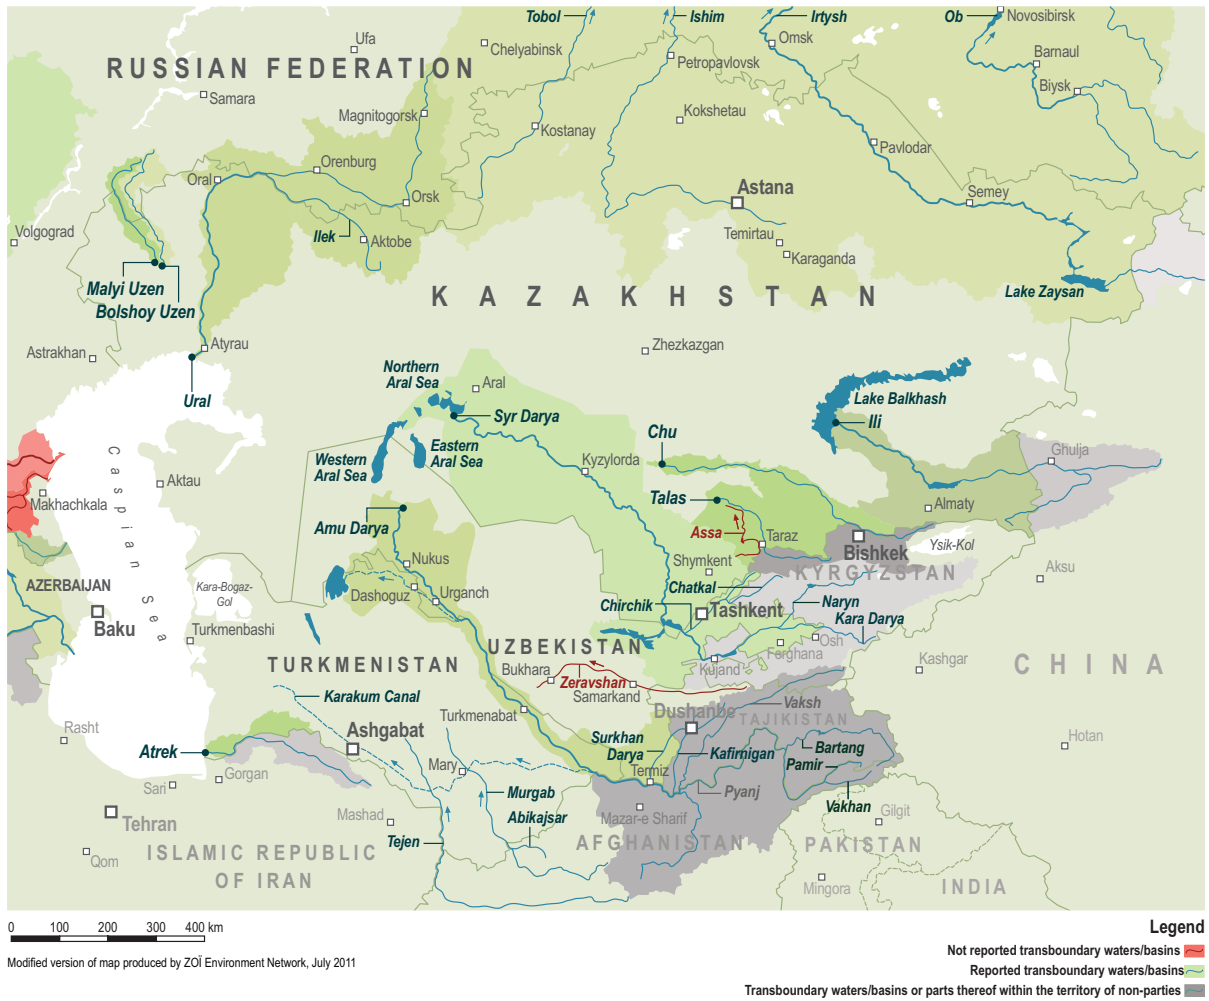 Tobol
Ishim
Irtysh
Ob
Novosibirsk
Ufa
Chelyabinsk
Omsk
Barnaul
Petropavlovsk
RUSSIAN FEDERATION
Samara
Biysk
Magnitogorsk
Kokshetau
Kostanay
Pavlodar
Orenburg
Oral
Orsk
Astana
Semey
Volgograd
Ilek
Aktobe
Temirtau
Karaganda
Malyi Uzen
Bolshoy Uzen
KAZAKHSTAN
Lake Zaysan
Astrakhan
Atyrau
Zhezkazgan
Ural
Northern
Aral Sea
Aral
Lake Balkhash
Syr Darya
Ili
Chu
Caspian Sea
Western
Aral Sea
Eastern
Aral Sea
Kyzylorda
Ghulja
Aktau
Makhachkala
Talas
Almaty
Amu Darya
Assa
Taraz
Bishkek
Ysik-Kol
Nukus
Shymkent
KYRGYZSTAN
Aksu
AZERBAIJAN
Kara-Bogaz-
Gol
Dashoguz
Urganch
Chatkal
Chirchik
Tashkent
Naryn
Kara Darya
Baku
Turkmenbashi
UZBEKISTAN
Osh
Ferghana
TURKMENISTAN
Bukhara
Kujand
Kashgar
CHINA
Zeravshan
Samarkand
Karakum Canal
Vaksh
Turkmenabat
Dushanbe
TAJIKISTAN
Rasht
Ashgabat
Surkhan
Darya
Kafirnigan
Bartang
Hotan
Atrek
Pamir
Mary
Termiz
Gorgan
Sari
Murgab
Pyanj
Vakhan
Mashad
Abikajsar
Mazar-e Sharif
Gilgit
Tehran
Tejen
AFGHANISTAN
PAKISTAN
Qom
ISLAMIC REPUBLIC
OF IRAN
Mingora
INDIA
0 100 200 300 400 km
Legend
Not reported transboundary waters/basins
Modified version of map produced by ZOÏ Environment Network, July 2011
Reported transboundary waters/basins
Transboundary waters/basins or parts thereof within the territory of non-parties